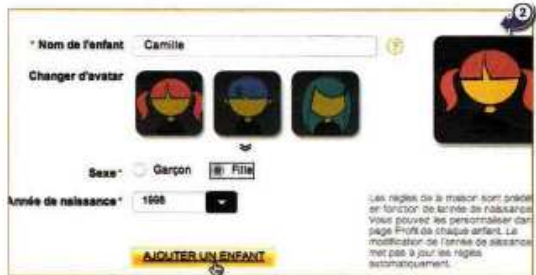 2
* Nom de l'enfant Camille ?
Changer d'avatar
Sexe * Garçon Fille
Année de naissance * 1998
Les règles de la maison sont prédé
en fonction de l'année de naissance
Vous pouvez les personnaliser dan
page Profil de chaque enfant. La
modification de l'année de
met pas à jour les règles
automatiquement.
AJOUTER UN ENFANT